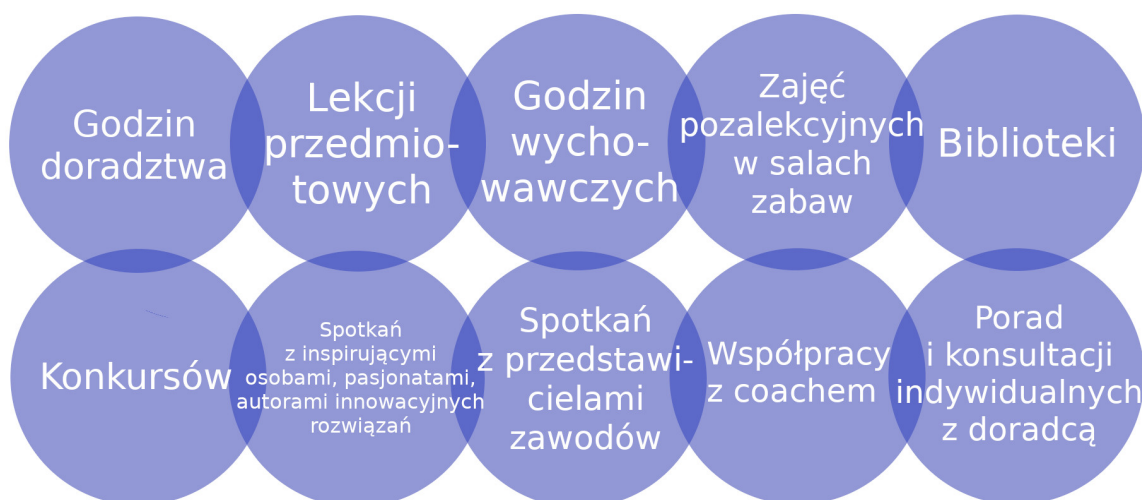 Godzin
doradztwa
Lekcji
przedmio-
towych
Godzin
wycho-
wawczych
Zajęć
pozalekcyjnych
w salach
zabaw
Biblioteki
Konkursów
Spotkań
z inspirującymi
osobami, pasjonatami,
autorami innowacyjnych
rozwiązań
Spotkań
z przedstawi-
cielami
zawodów
Współpracy
z coachem
Porad
i konsultacji
indywidualnych
z doradcą